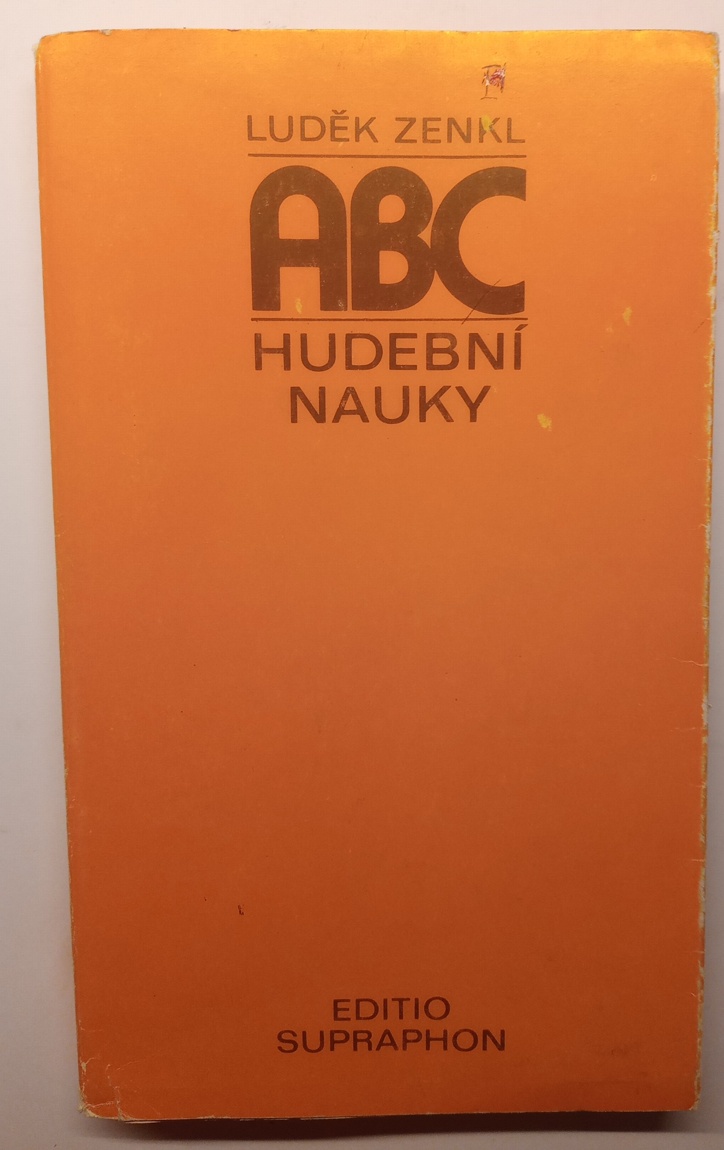 LUDĚK ZENKL
ABC
HUDEBNÍ
NAUKY
EDITIO
SUPRAPHON